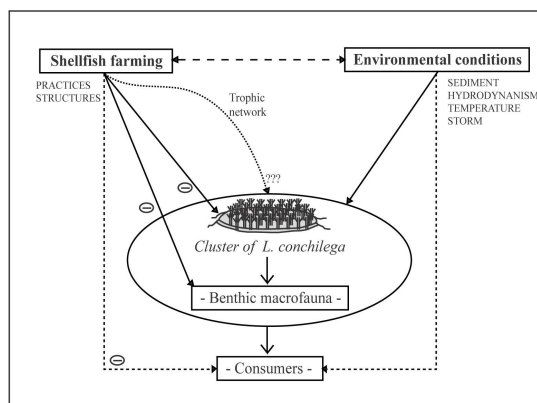 Shellfish farming
Environmental conditions
PRACTICES
STRUCTURES
SEDIMENT
HYDRODYNANISM
TEMPERATURE
STORM
Trophic
network
???
Cluster of L. conchilega
- Benthic macrofauna -
- Consumers -